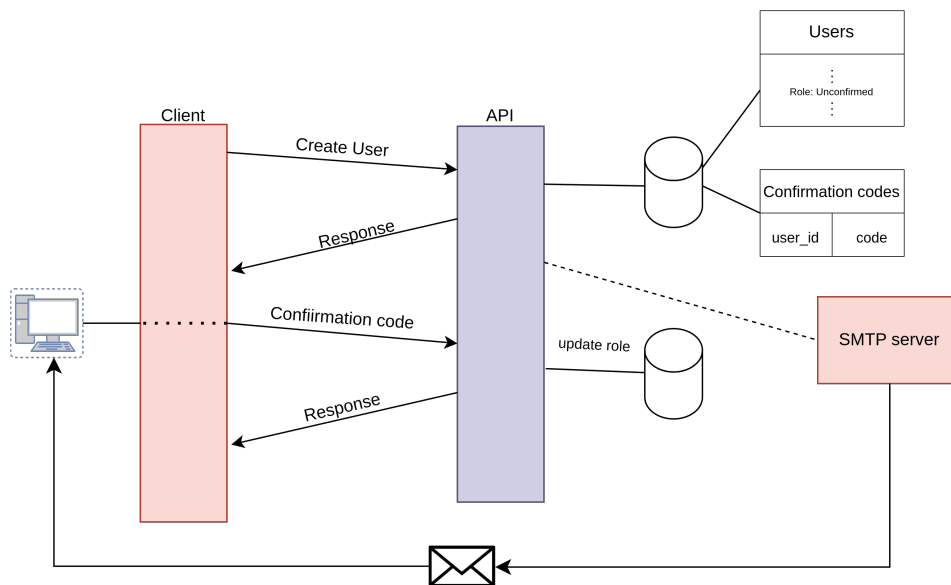 Users
Role: Unconfirmed
Client
API
Create User
Confirmation codes
user_id
code
Response
Confiirmation code
update role
SMTP server
Response